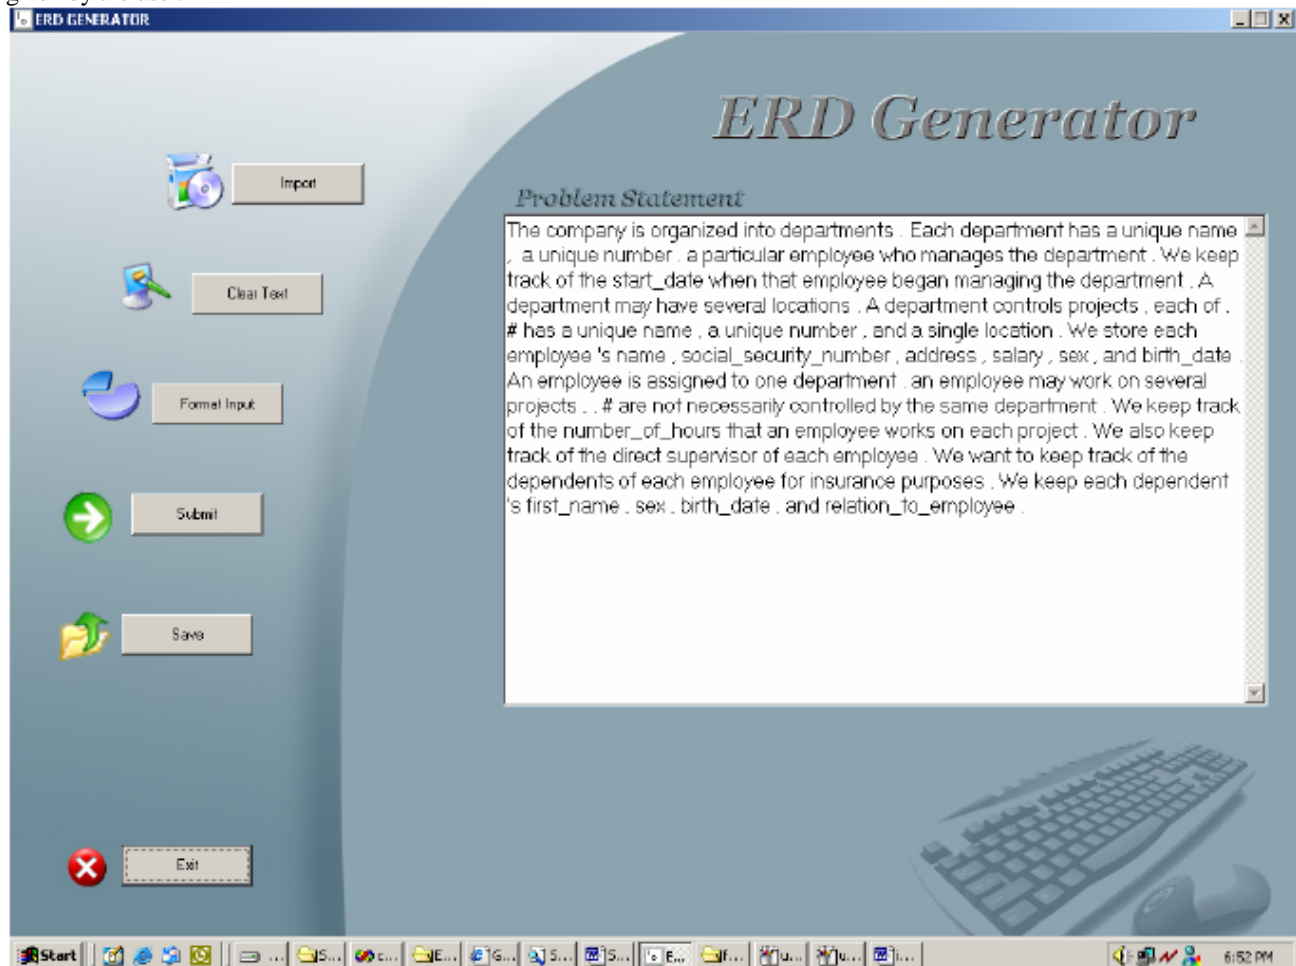 ERD GENERATOR
ERD Generator
Import
Problem Statement
The company is organized into departments . Each department has a unique name
, a unique number . a particular employee who manages the department . We keep
track of the start_date when that employee began managing the department . A
department may have several locations . A department controls projects , each of .
# has a unique name , a unique number , and a single location . We store each
employee 's name , social_security_number , address , salary , sex , and birth_date .
An employee is assigned to one department . an employee may work on several
projects . . # are not necessarily controlled by the same department . We keep track
of the number_of_hours that an employee works on each project . We also keep
track of the direct supervisor of each employee . We want to keep track of the
dependents of each employee for insurance purposes . We keep each dependent
's first_name . sex . birth_date . and relation_to_employee .
Clear Text
Format Input
Submit
Save
Exit
Start ... S... c... E... G... S... S... E... f... u... u... i... 6:52 PM